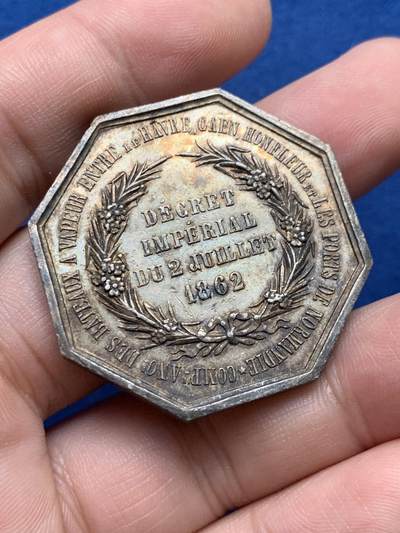 COMP: ANO: DES BATEAUX A VAPEUR ENTRE LE HAVRE, CAEN, HONFLEUR ET LES PORTS DE NORMANDIE •
DÉCRET
IMPÉRIAL
DU 2 JUILLET
1862